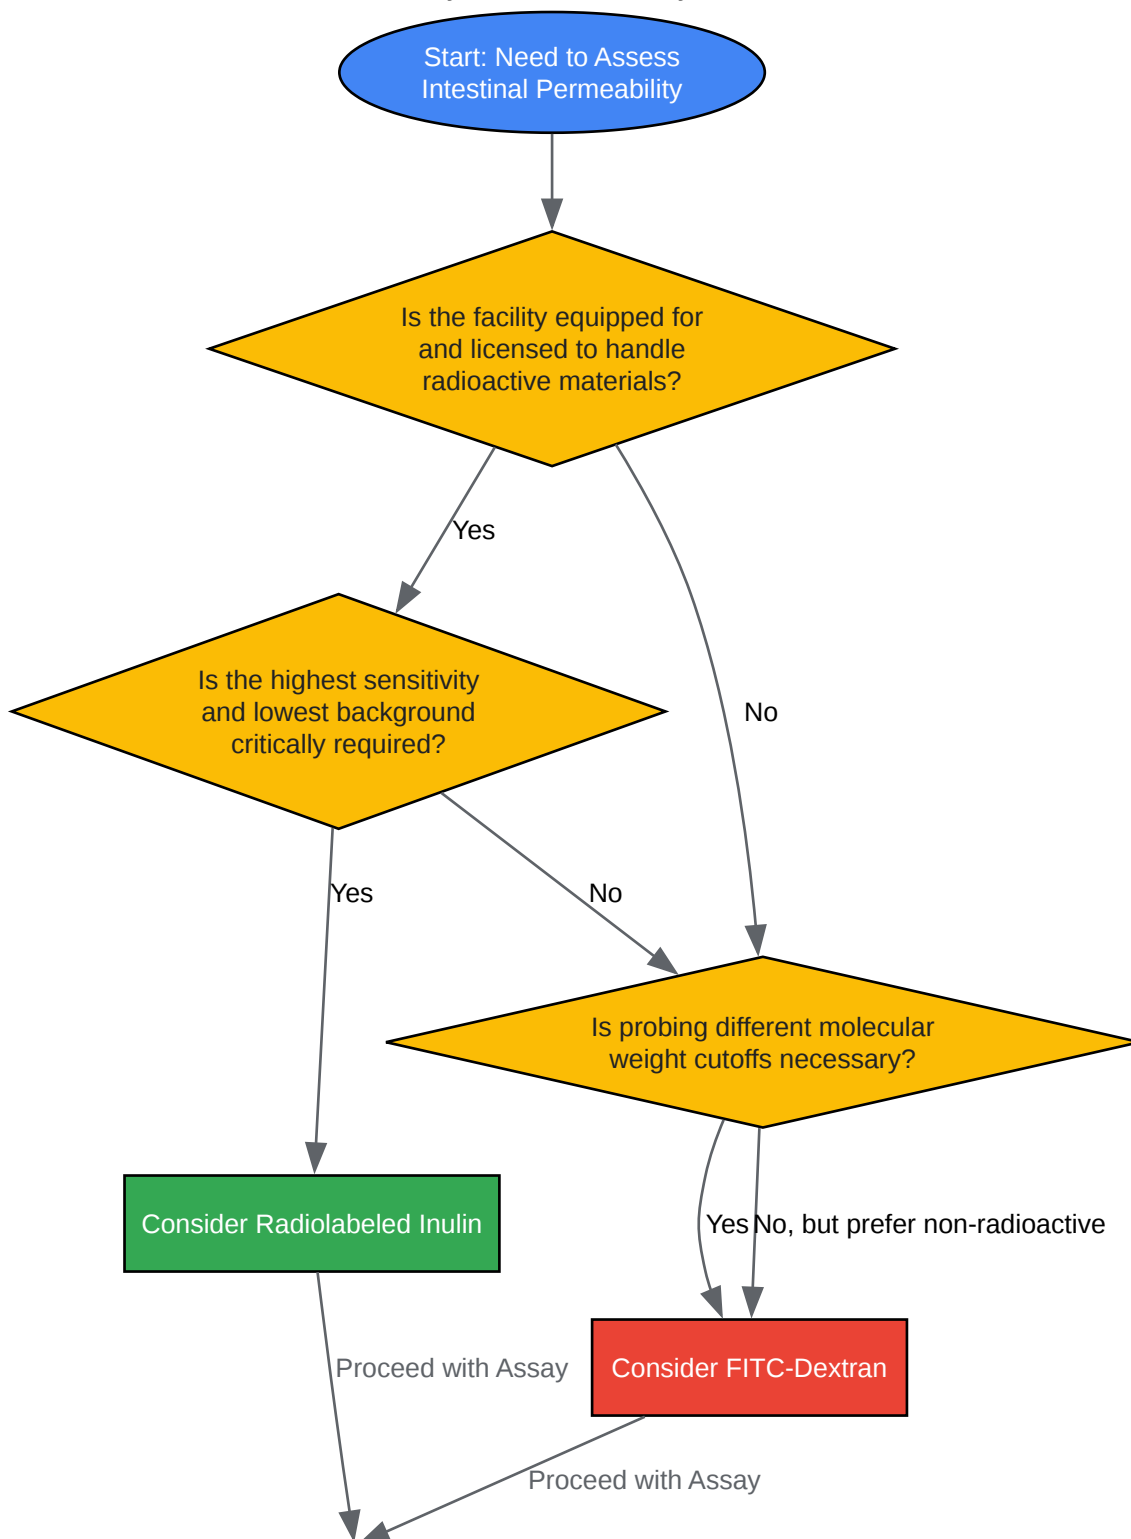 Start: Need to Assess
Intestinal Permeability
Is the facility equipped for
and licensed to handle
radioactive materials?
Yes
No
Is the highest sensitivity
and lowest background
critically required?
Yes
No
Is probing different molecular
weight cutoffs necessary?
Yes
No, but prefer non-radioactive
Consider Radiolabeled Inulin
Consider FITC-Dextran
Proceed with Assay
Proceed with Assay